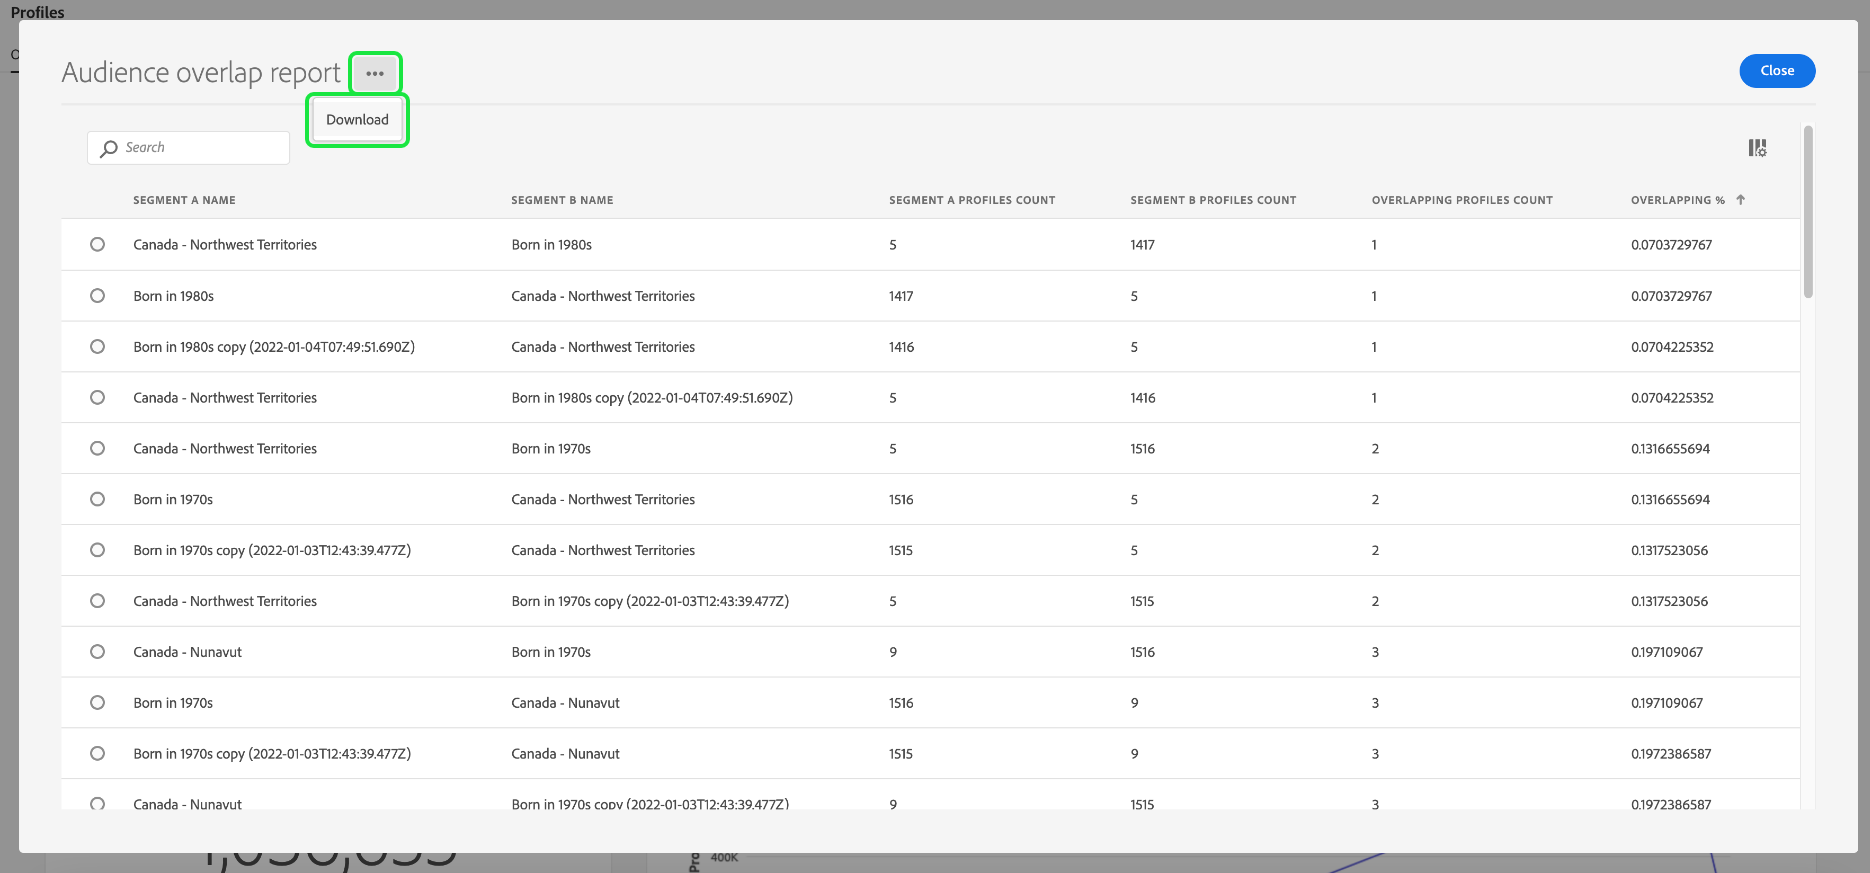 Profiles
Audience overlap report
Close
Download
Search
SEGMENT A NAME SEGMENT B NAME SEGMENT A PROFILES COUNT SEGMENT B PROFILES COUNT OVERLAPPING PROFILES COUNT OVERLAPPING %
Canada - Northwest Territories Born in 1980s 5 1417 1 0.0703729767
Born in 1980s Canada - Northwest Territories 1417 5 1 0.0703729767
Born in 1980s copy (2022-01-04T07:49:51.690Z) Canada - Northwest Territories 1416 5 1 0.0704225352
Canada - Northwest Territories Born in 1980s copy (2022-01-04T07:49:51.690Z) 5 1416 1 0.0704225352
Canada - Northwest Territories Born in 1970s 5 1516 2 0.1316655694
Born in 1970s Canada - Northwest Territories 1516 5 2 0.1316655694
Born in 1970s copy (2022-01-03T12:43:39.477Z) Canada - Northwest Territories 1515 5 2 0.1317523056
Canada - Northwest Territories Born in 1970s copy (2022-01-03T12:43:39.477Z) 5 1515 2 0.1317523056
Canada - Nunavut Born in 1970s 9 1516 3 0.197109067
Born in 1970s Canada - Nunavut 1516 9 3 0.197109067
Born in 1970s copy (2022-01-03T12:43:39.477Z) Canada - Nunavut 1515 9 3 0.1972386587
Canada - Nunavut Born in 1970s copy (2022-01-03T12:43:39.477Z) 9 1515 3 0.1972386587
400K